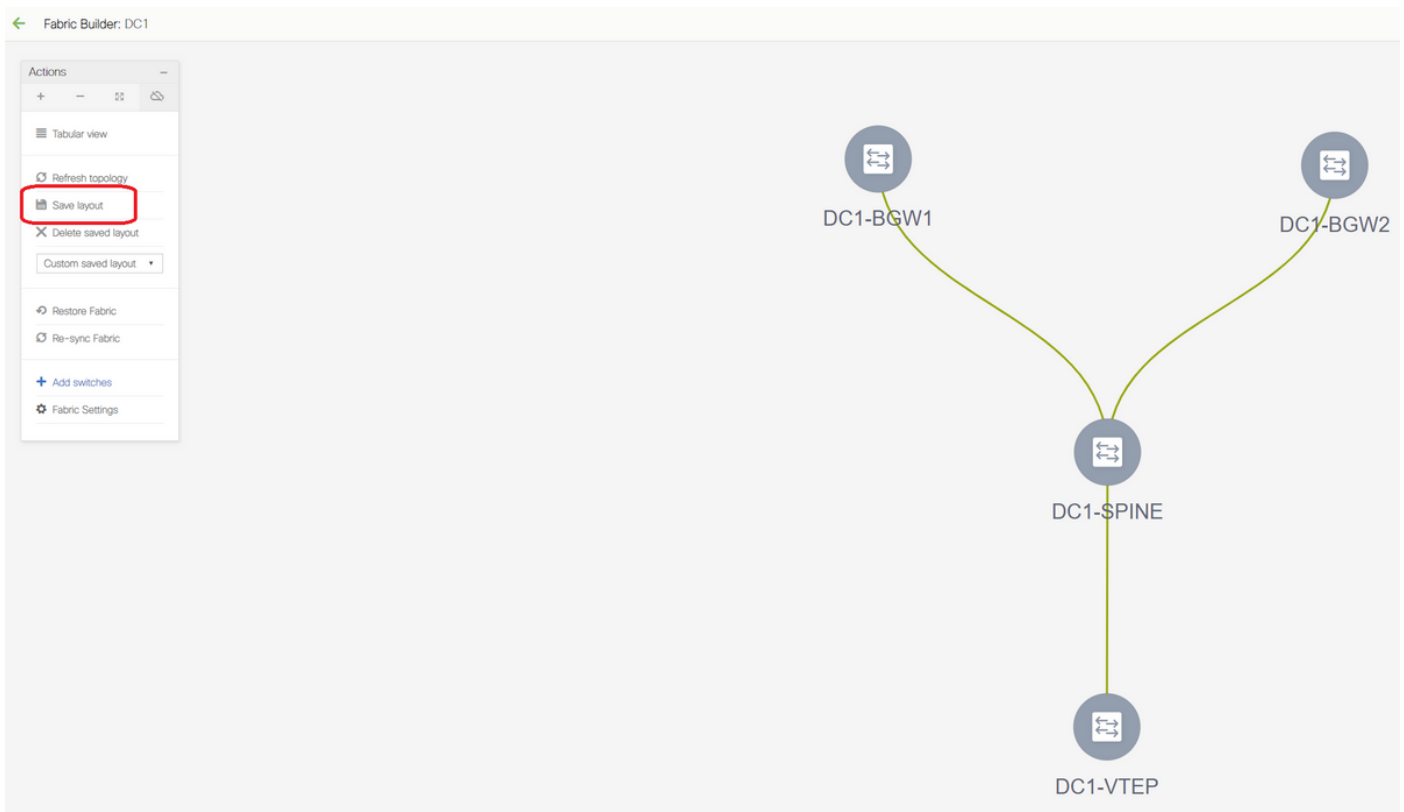 Fabric Builder: DC1
Actions
Tabular view
Refresh topology
Save layout
Delete saved layout
Custom saved layout
Restore Fabric
Re-sync Fabric
Add switches
Fabric Settings
DC1-BGW1
DC1-BGW2
DC1-SPINE
DC1-VTEP